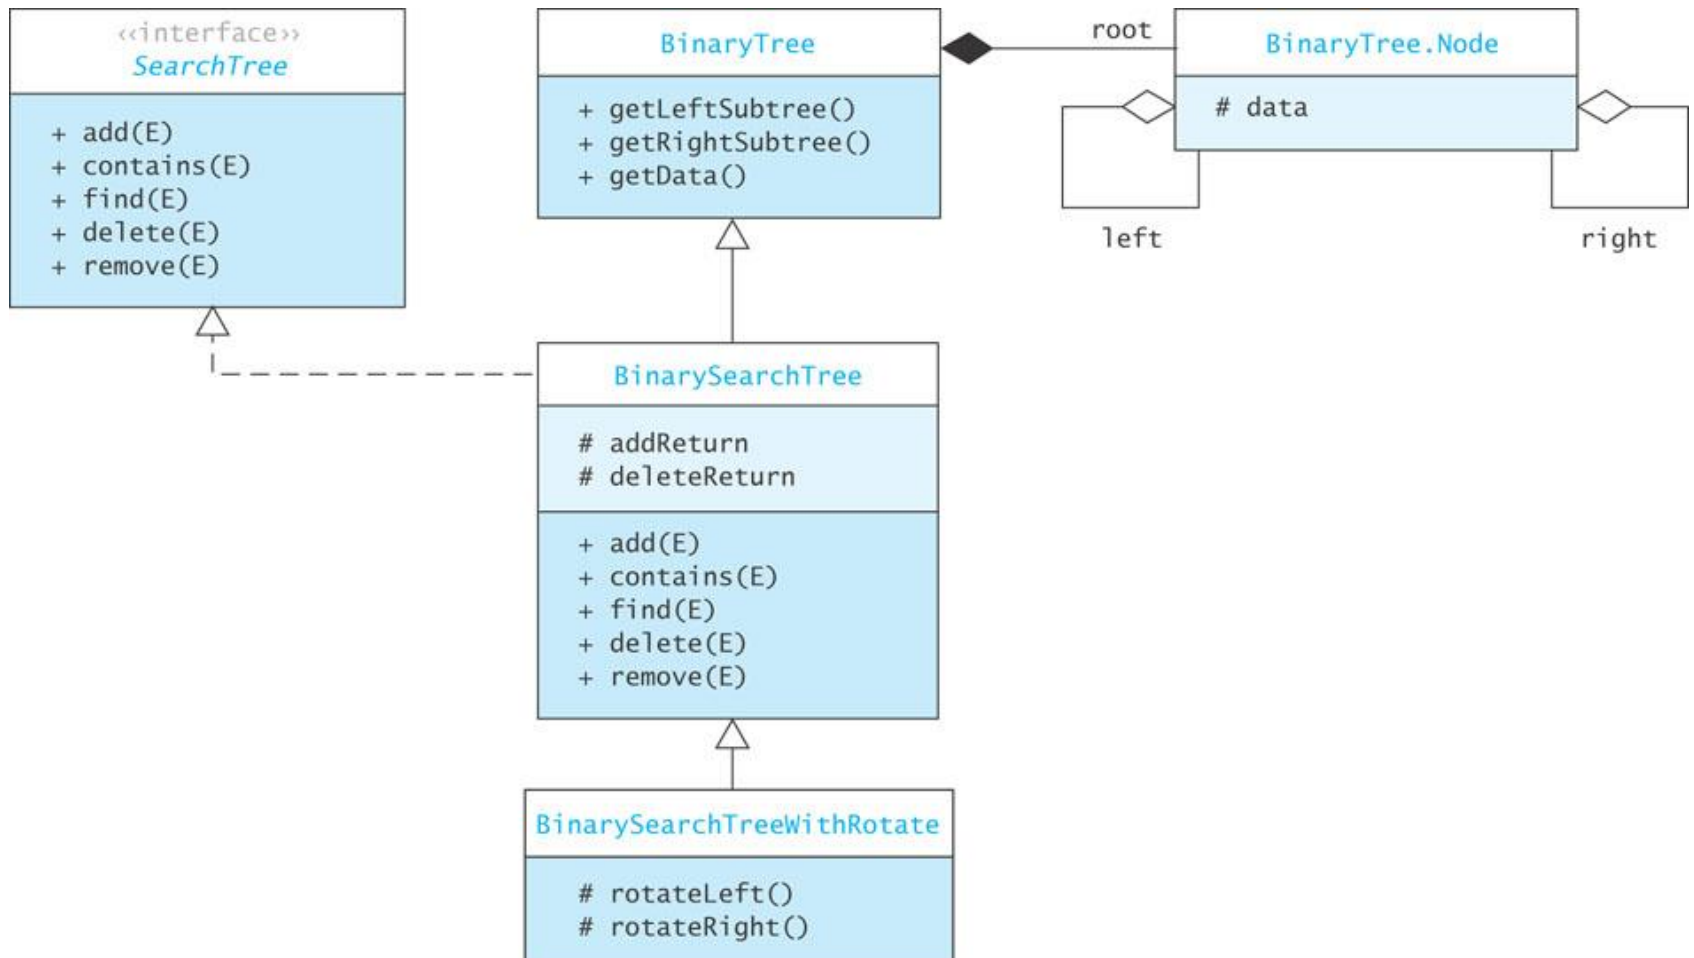 ‹‹interface››
SearchTree
+ add(E)
+ contains(E)
+ find(E)
+ delete(E)
+ remove(E)
BinaryTree
+ getLeftSubtree()
+ getRightSubtree()
+ getData()
root
BinaryTree.Node
# data
left
right
BinarySearchTree
# addReturn
# deleteReturn
+ add(E)
+ contains(E)
+ find(E)
+ delete(E)
+ remove(E)
BinarySearchTreeWithRotate
# rotateLeft()
# rotateRight()